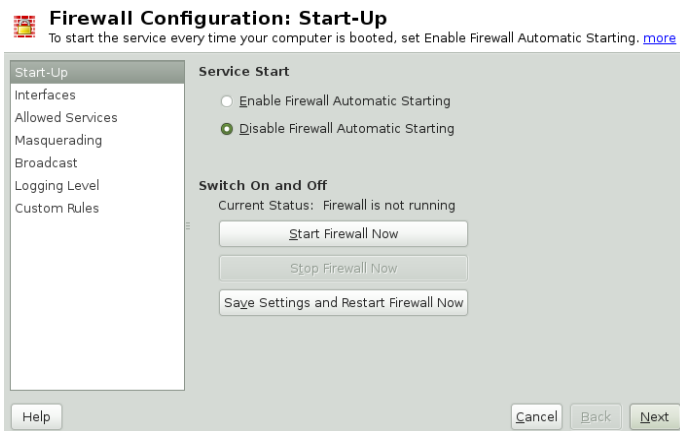 Firewall Configuration: Start-Up
To start the service every time your computer is booted, set Enable Firewall Automatic Starting. more
Start-Up
Interfaces
Allowed Services
Masquerading
Broadcast
Logging Level
Custom Rules
Service Start
Enable Firewall Automatic Starting
Disable Firewall Automatic Starting
Switch On and Off
Current Status: Firewall is not running
Start Firewall Now
Stop Firewall Now
Save Settings and Restart Firewall Now
Help
Cancel
Back
Next